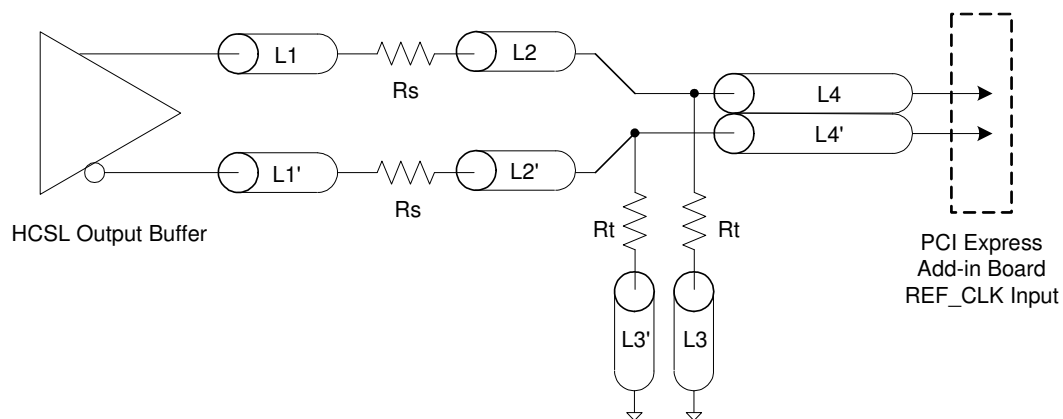 L1
Rs
L2
L4
L4'
L1'
Rs
L2'
HCSL Output Buffer
Rt
Rt
L3'
L3
PCI Express
Add-in Board
REF_CLK Input